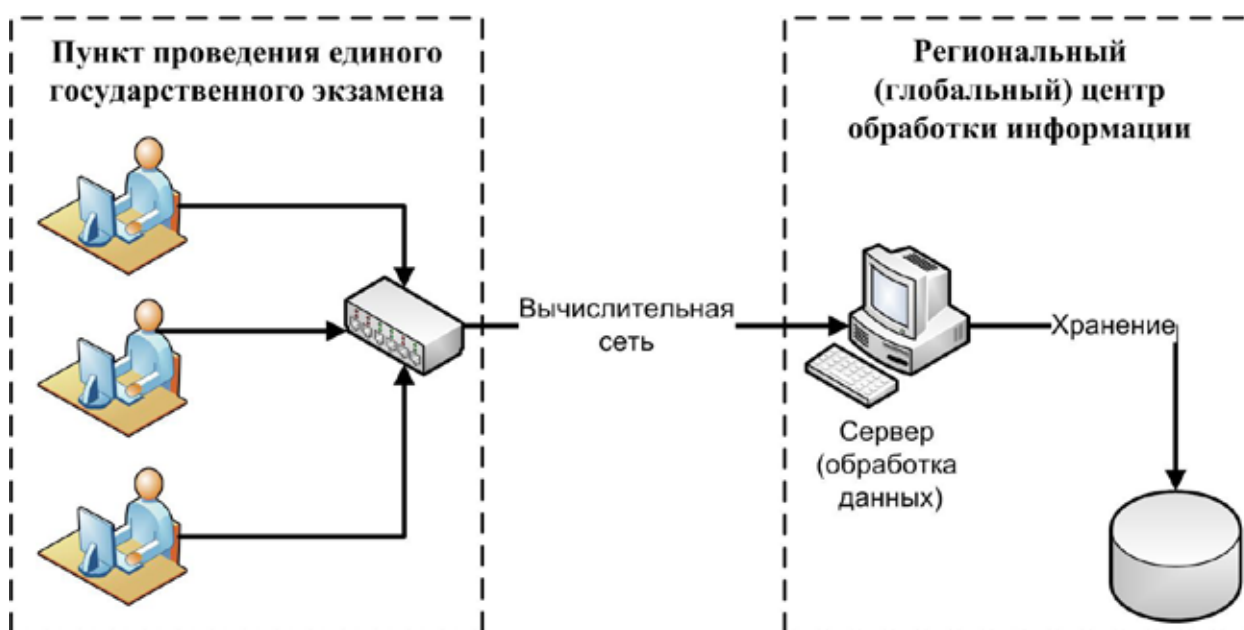 Пункт проведения единого
государственного экзамена
Региональный
(глобальный) центр
обработки информации
Вычислительная
сеть
Хранение
Сервер
(обработка
данных)